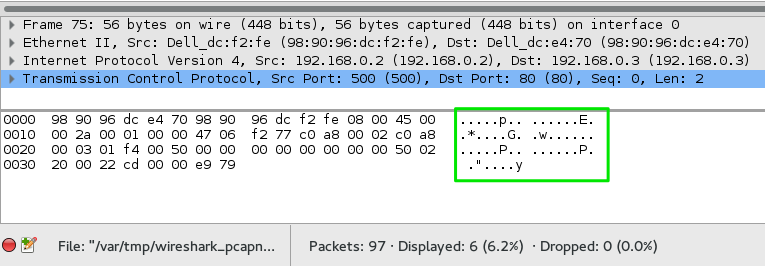 Frame 75: 56 bytes on wire (448 bits), 56 bytes captured (448 bits) on interface 0
Ethernet II, Src: Dell_dc:f2:fe (98:90:96:dc:f2:fe), Dst: Dell_dc:e4:70 (98:90:96:dc:e4:70)
Internet Protocol Version 4, Src: 192.168.0.2 (192.168.0.2), Dst: 192.168.0.3 (192.168.0.3)
Transmission Control Protocol, Src Port: 500 (500), Dst Port: 80 (80), Seq: 0, Len: 2
0000 98 90 96 dc e4 70 98 90 96 dc f2 fe 08 00 45 00 .....p.. ......E.
0010 00 2a 00 01 00 00 47 06 f2 77 c0 a8 00 02 c0 a8 .*....G. .w......
0020 00 03 01 f4 00 50 00 00 00 00 00 00 00 00 50 02 .....P.. ......P.
0030 20 00 22 cd 00 00 e9 79 ."....y
File: "/var/tmp/wireshark_pcapn... Packets: 97 · Displayed: 6 (6.2%) · Dropped: 0 (0.0%)